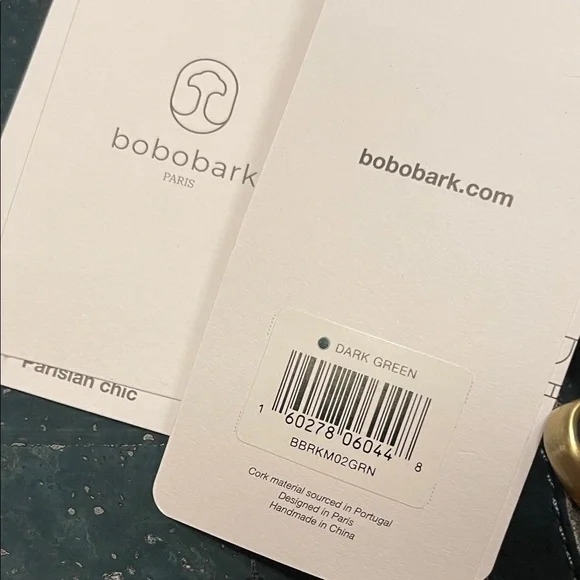 bobobark
PARIS
Parisian chic
bobobark.com
DARK GREEN
1 60278 06044 8
BBRKM02GRN
Cork material sourced in Portugal
Designed in Paris
Handmade in China